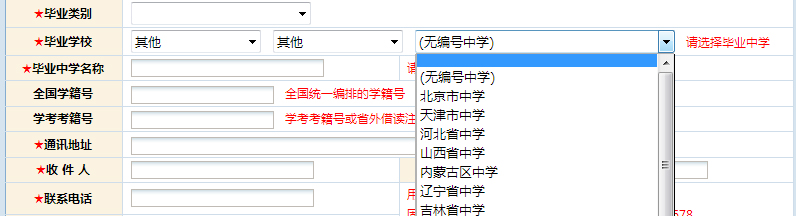 ★毕业类别
★毕业学校 其他 其他 (无编号中学) 请选择毕业中学
★毕业中学名称
(无编号中学)
全国学籍号 全国统一编排的学籍号
北京市中学
天津市中学
学考考籍号 学考考籍号或省外借读注
河北省中学
★通讯地址
山西省中学
★收 件 人
内蒙古区中学
辽宁省中学
★联系电话
吉林省中学
578